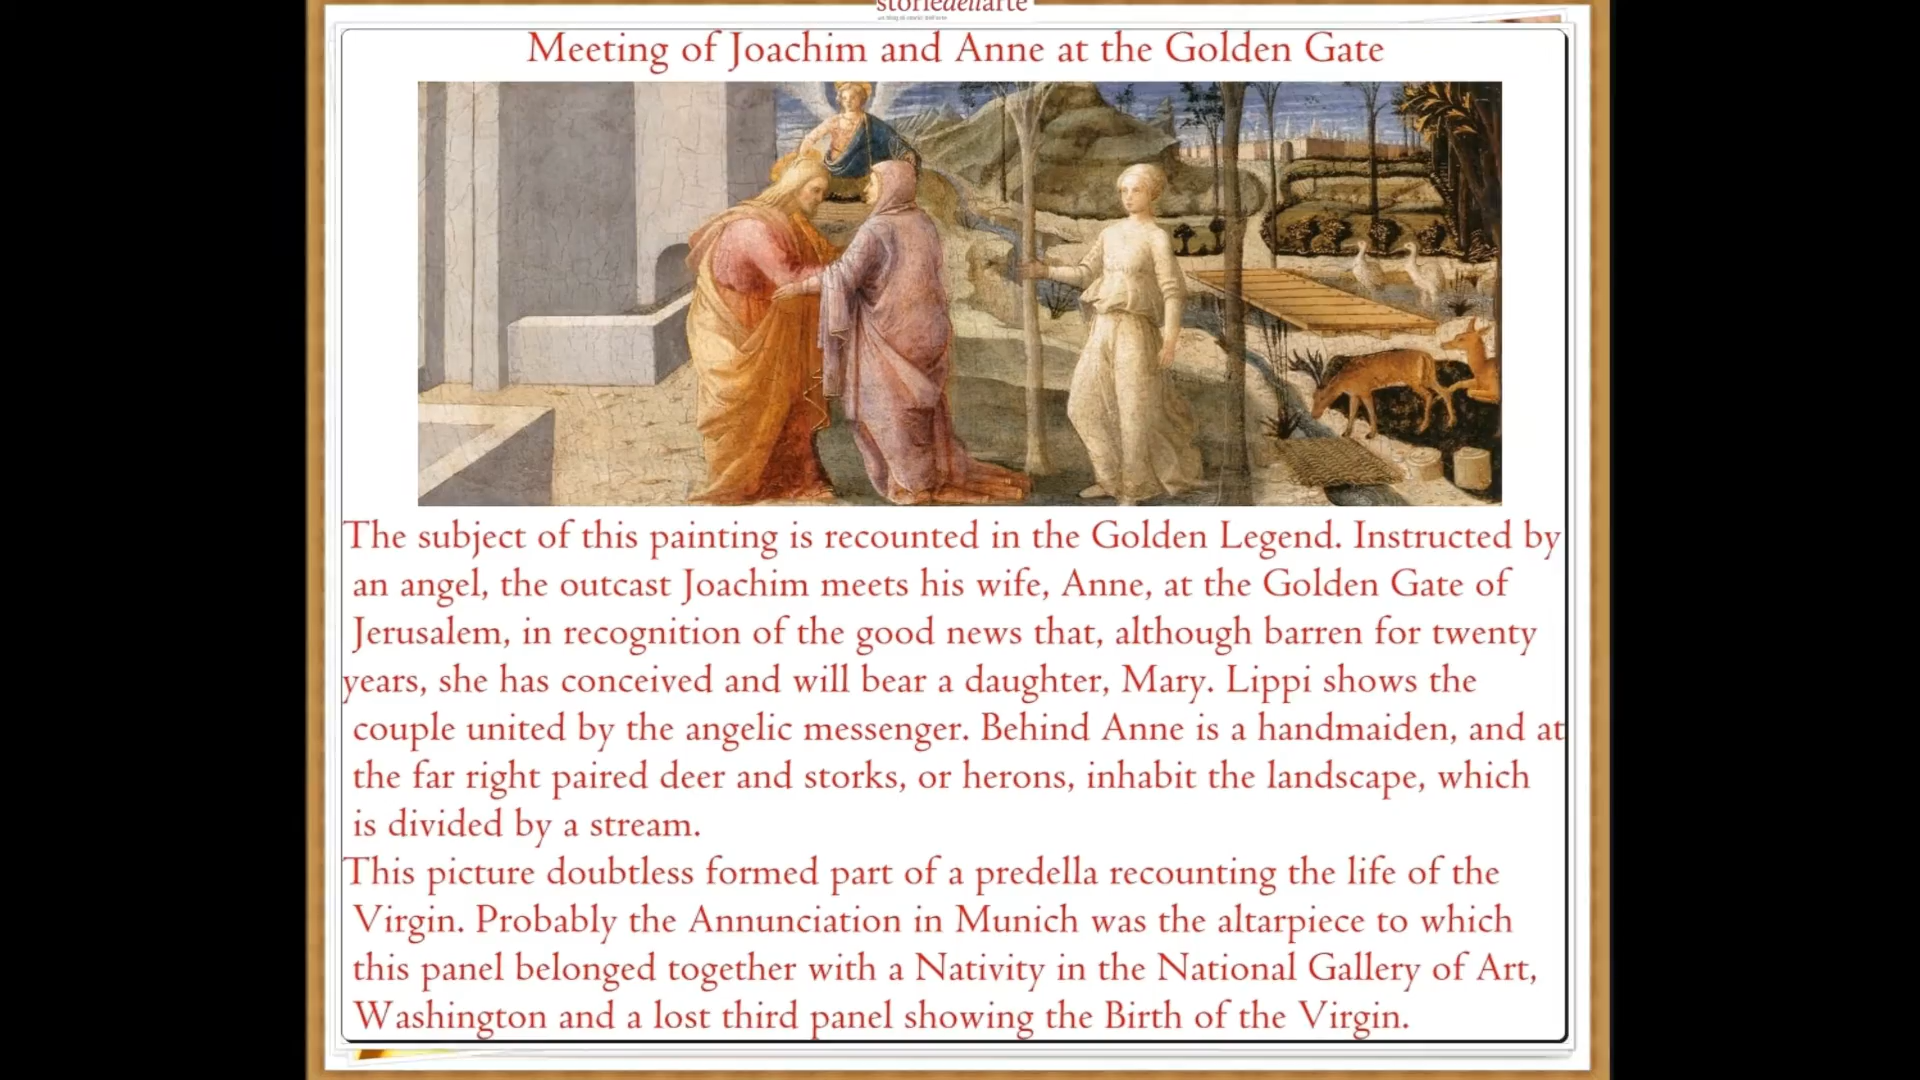 storiedellarte
un blog di storia dell'arte
Meeting of Joachim and Anne at the Golden Gate
The subject of this painting is recounted in the Golden Legend. Instructed by
an angel, the outcast Joachim meets his wife, Anne, at the Golden Gate of
Jerusalem, in recognition of the good news that, although barren for twenty
years, she has conceived and will bear a daughter, Mary. Lippi shows the
couple united by the angelic messenger. Behind Anne is a handmaiden, and at
the far right paired deer and storks, or herons, inhabit the landscape, which
is divided by a stream.
This picture doubtless formed part of a predella recounting the life of the
Virgin. Probably the Annunciation in Munich was the altarpiece to which
this panel belonged together with a Nativity in the National Gallery of Art,
Washington and a lost third panel showing the Birth of the Virgin.